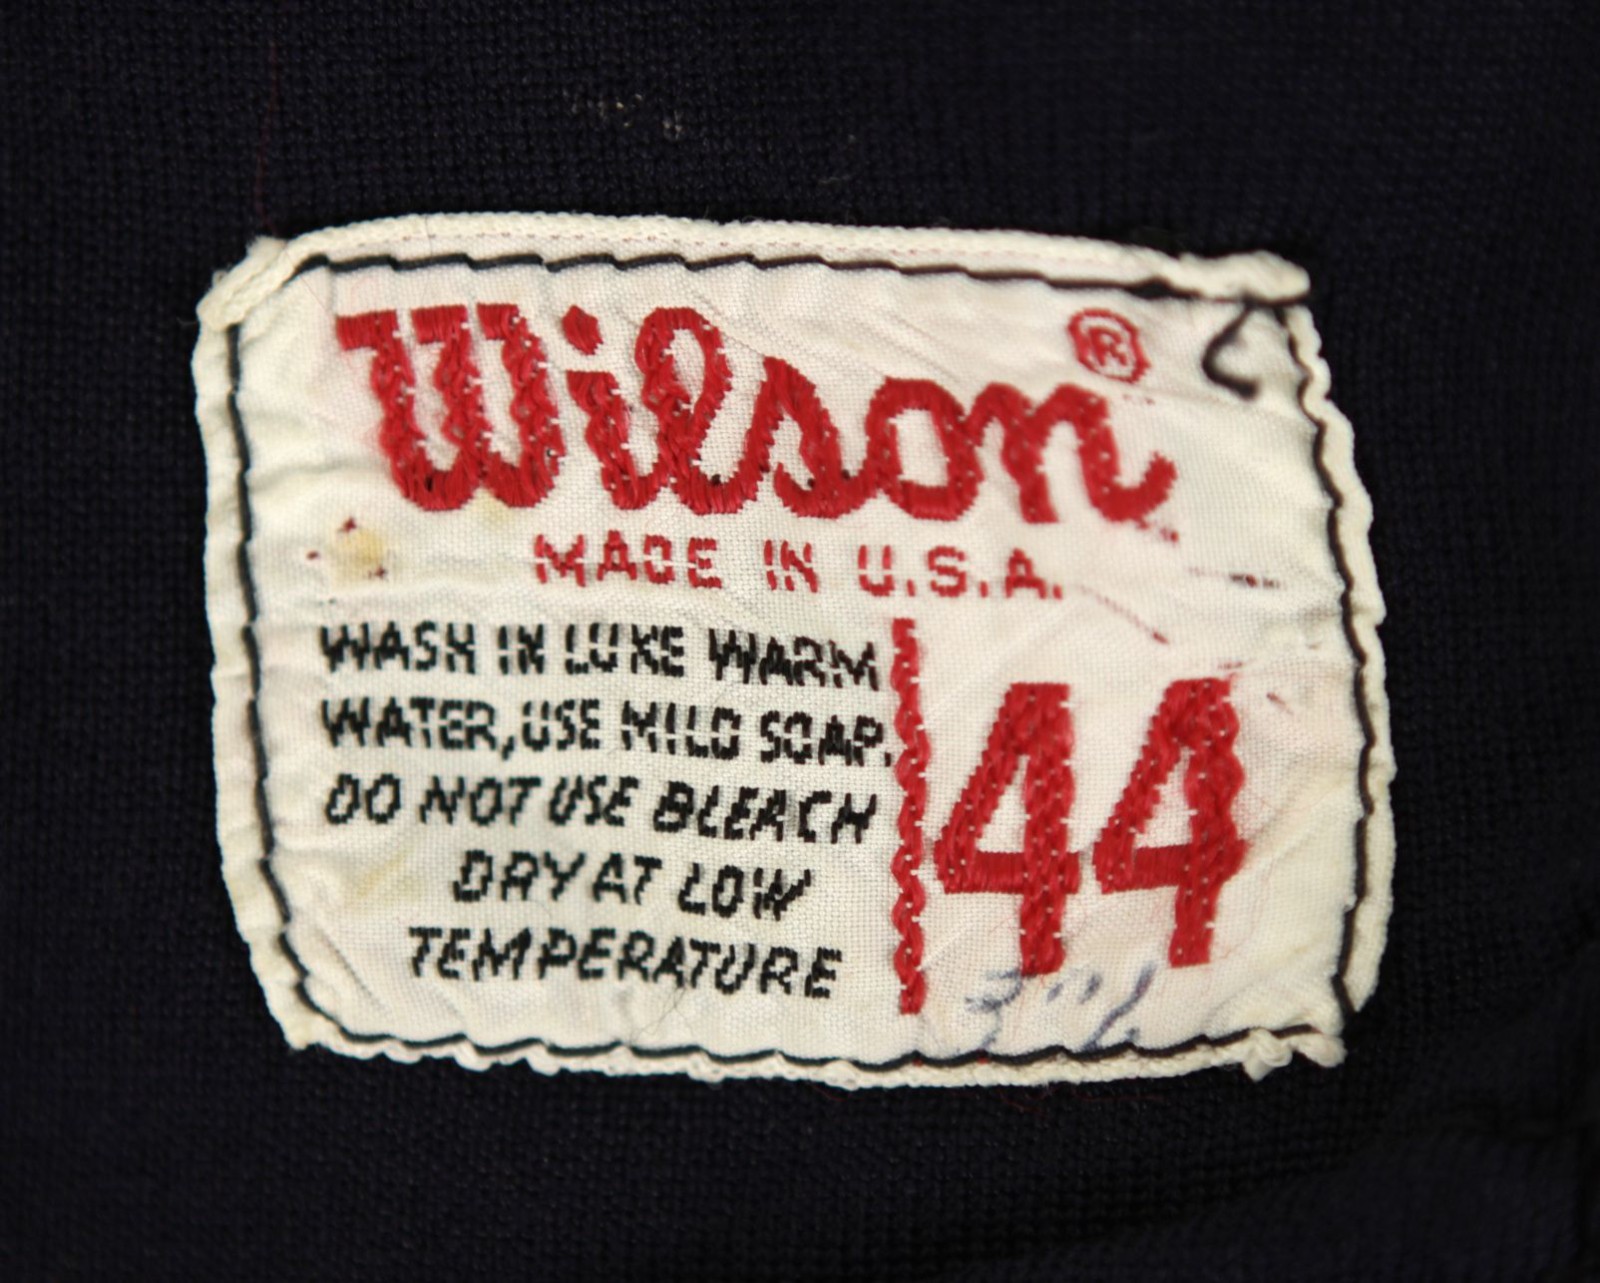 Wilson®
MADE IN U.S.A.
WASH IN LUKE WARM
WATER, USE MILD SOAP.
DO NOT USE BLEACH
DRY AT LOW
TEMPERATURE
44